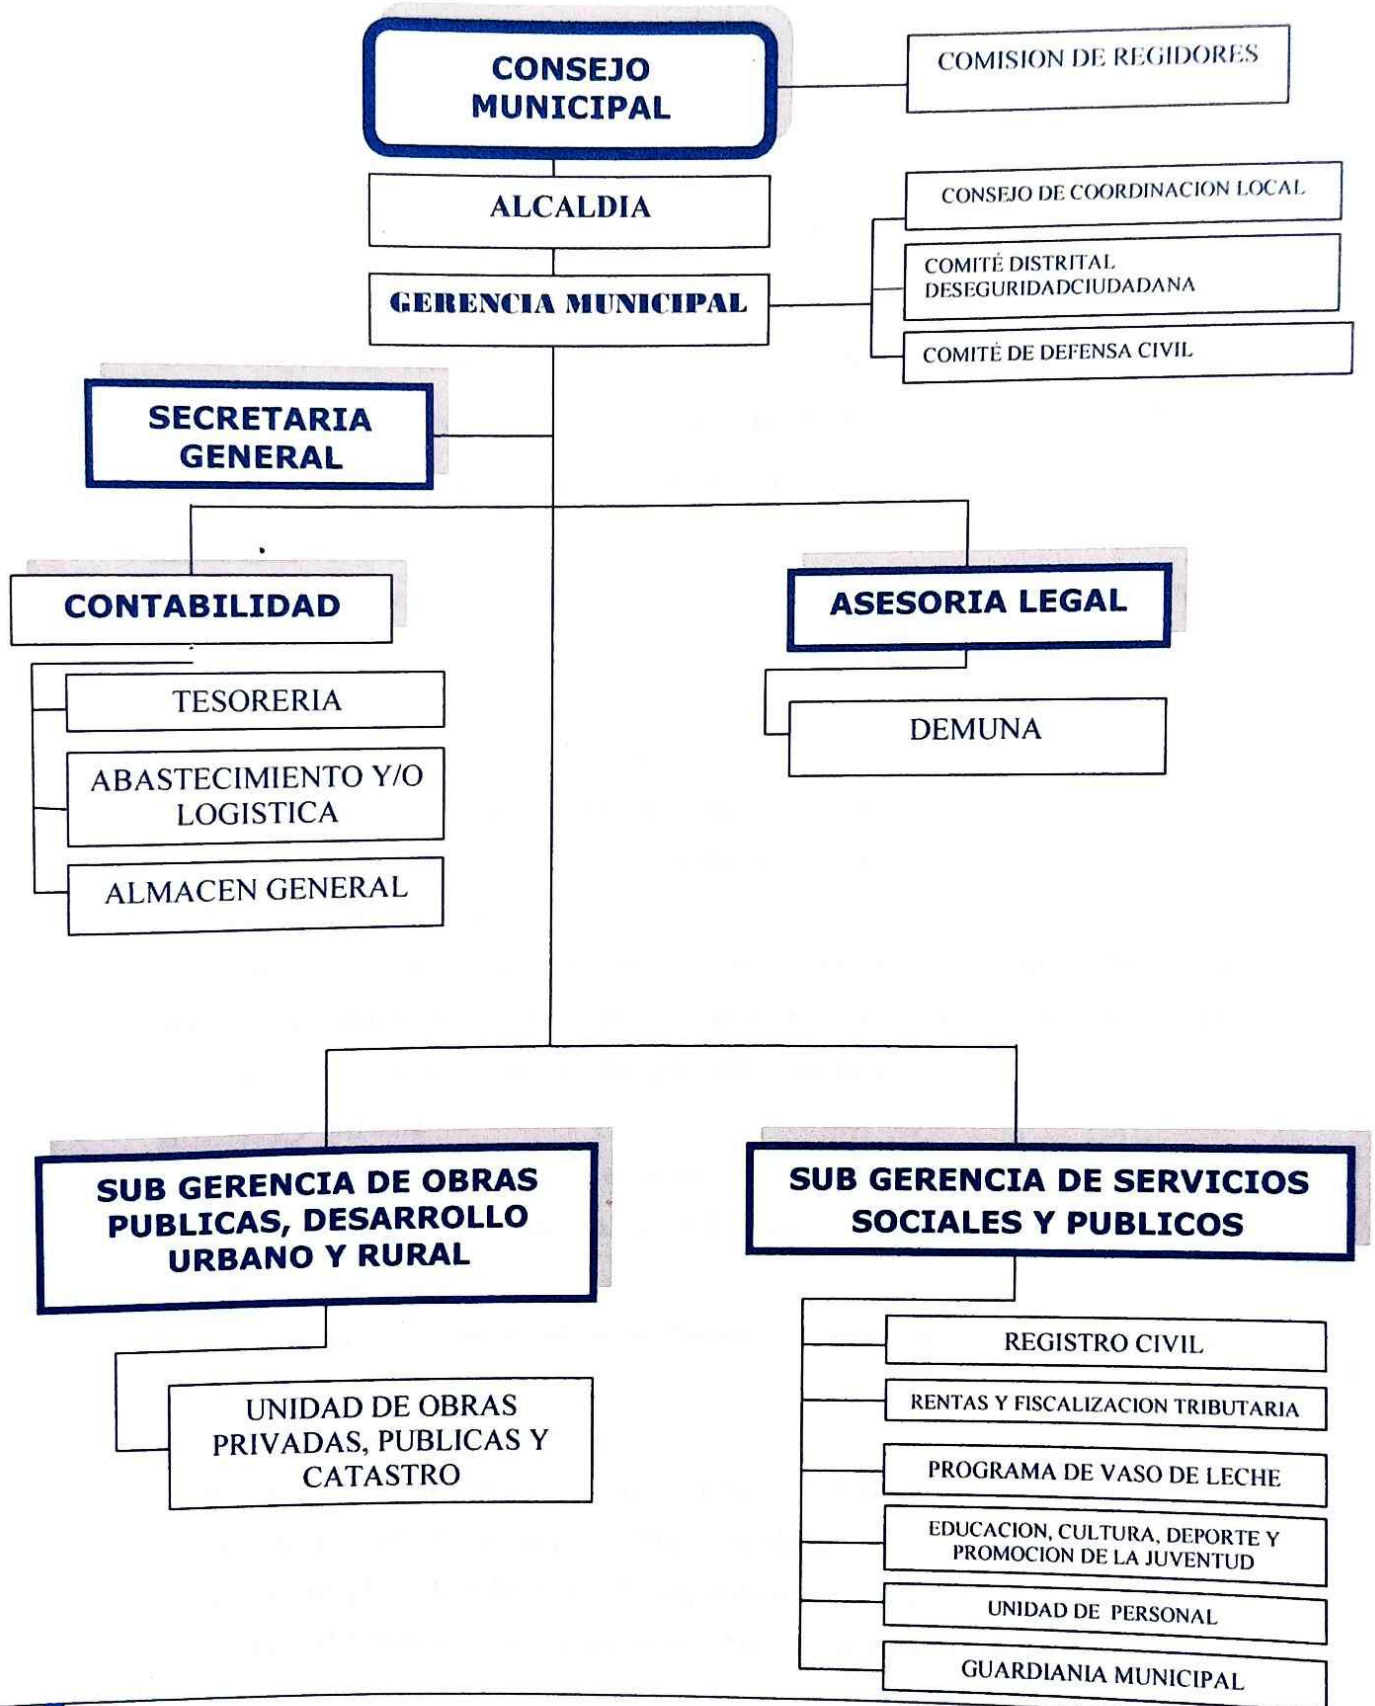 CONSEJO
MUNICIPAL
COMISION DE REGIDORES
ALCALDIA
CONSEJO DE COORDINACION LOCAL
COMITÉ DISTRITAL
DESEGURIDADCIUDADANA
GERENCIA MUNICIPAL
COMITÉ DE DEFENSA CIVIL
SECRETARIA
GENERAL
CONTABILIDAD
ASESORIA LEGAL
TESORERIA
DEMUNA
ABASTECIMIENTO Y/O
LOGISTICA
ALMACEN GENERAL
SUB GERENCIA DE OBRAS
PUBLICAS, DESARROLLO
URBANO Y RURAL
SUB GERENCIA DE SERVICIOS
SOCIALES Y PUBLICOS
UNIDAD DE OBRAS
PRIVADAS, PUBLICAS Y
CATASTRO
REGISTRO CIVIL
RENTAS Y FISCALIZACION TRIBUTARIA
PROGRAMA DE VASO DE LECHE
EDUCACION, CULTURA, DEPORTE Y
PROMOCION DE LA JUVENTUD
UNIDAD DE PERSONAL
GUARDIANIA MUNICIPAL